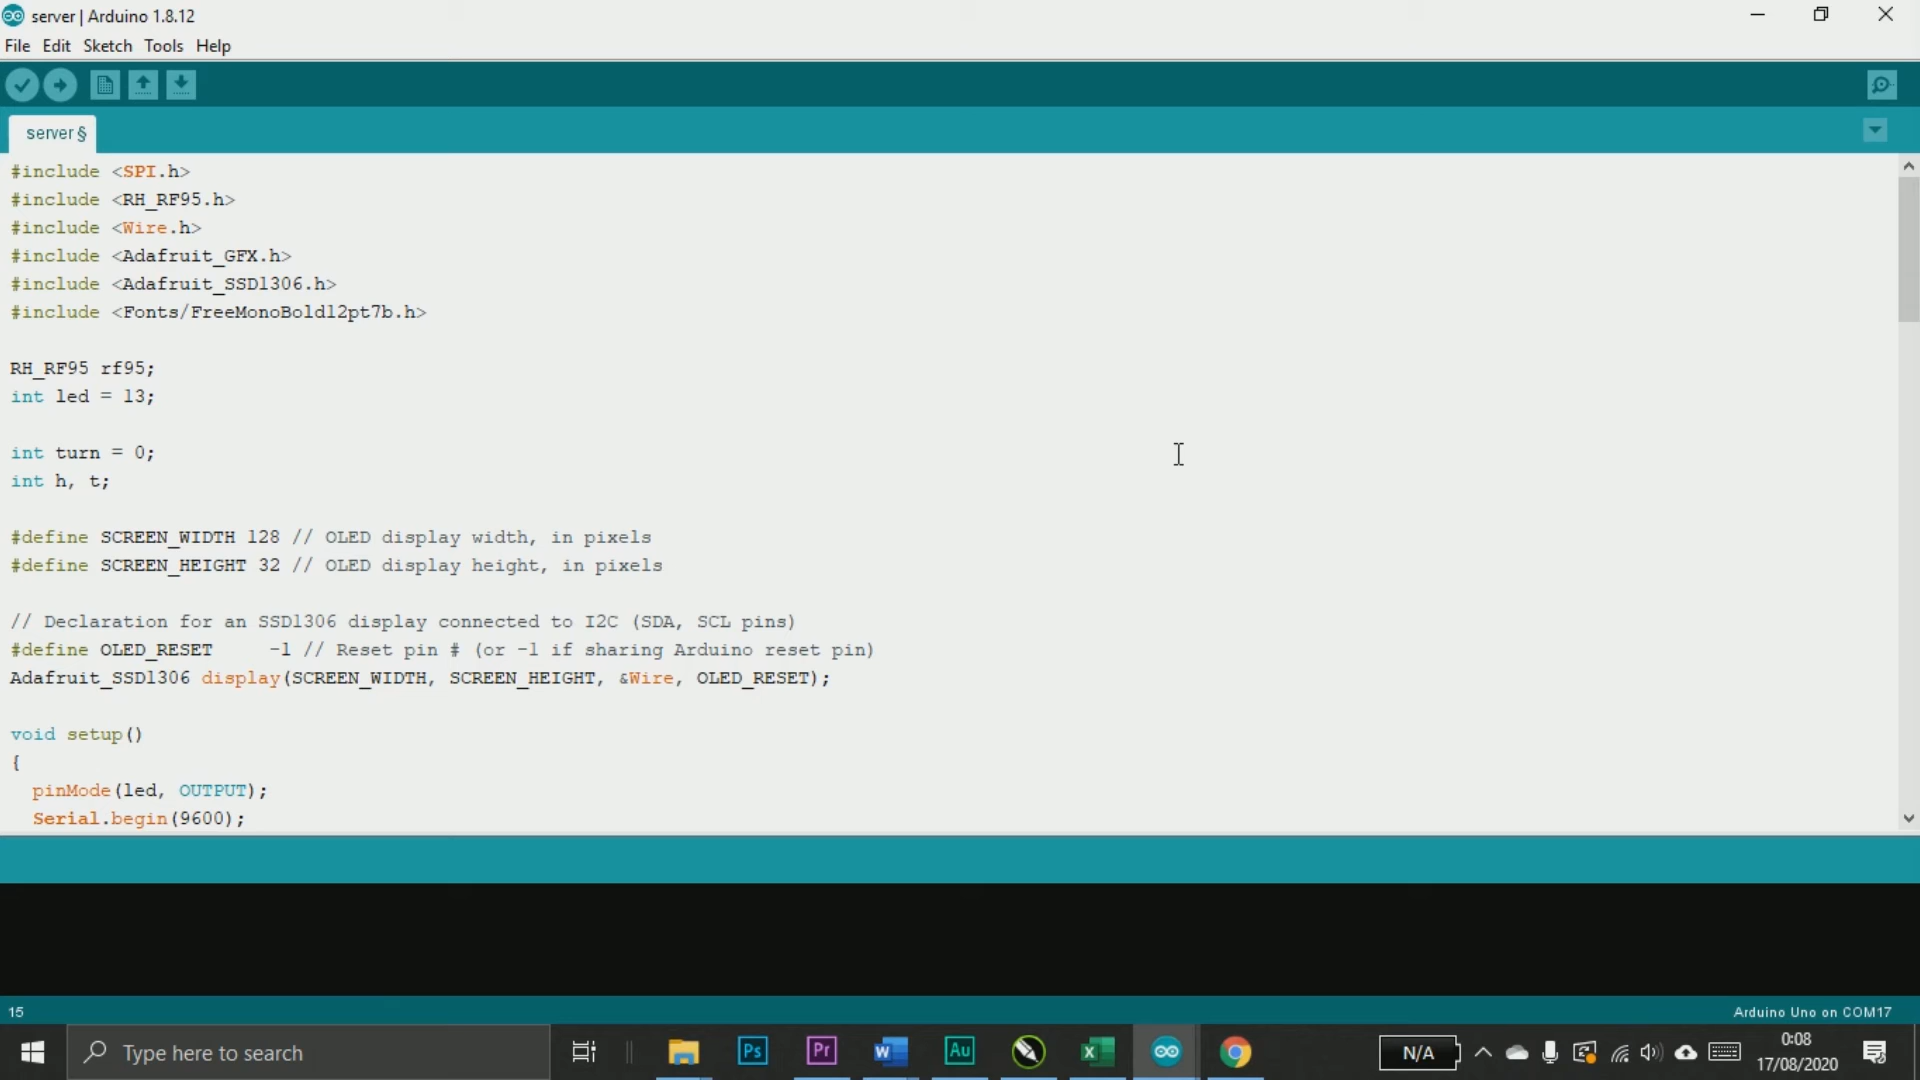 server | Arduino 1.8.12
File Edit Sketch Tools Help
server §
#include <SPI.h>
#include <RH_RF95.h>
#include <Wire.h>
#include <Adafruit_GFX.h>
#include <Adafruit_SSD1306.h>
#include <Fonts/FreeMonoBold12pt7b.h>
RH_RF95 rf95;
int led = 13;
int turn = 0;
int h, t;
#define SCREEN_WIDTH 128 // OLED display width, in pixels
#define SCREEN_HEIGHT 32 // OLED display height, in pixels
// Declaration for an SSD1306 display connected to I2C (SDA, SCL pins)
#define OLED_RESET     -1 // Reset pin # (or -1 if sharing Arduino reset pin)
Adafruit_SSD1306 display(SCREEN_WIDTH, SCREEN_HEIGHT, &Wire, OLED_RESET);
void setup()
{
  pinMode(led, OUTPUT);
  Serial.begin(9600);
15
Arduino Uno on COM17
Type here to search
Ps
Pr
W
Au
X
N/A
0:08
17/08/2020